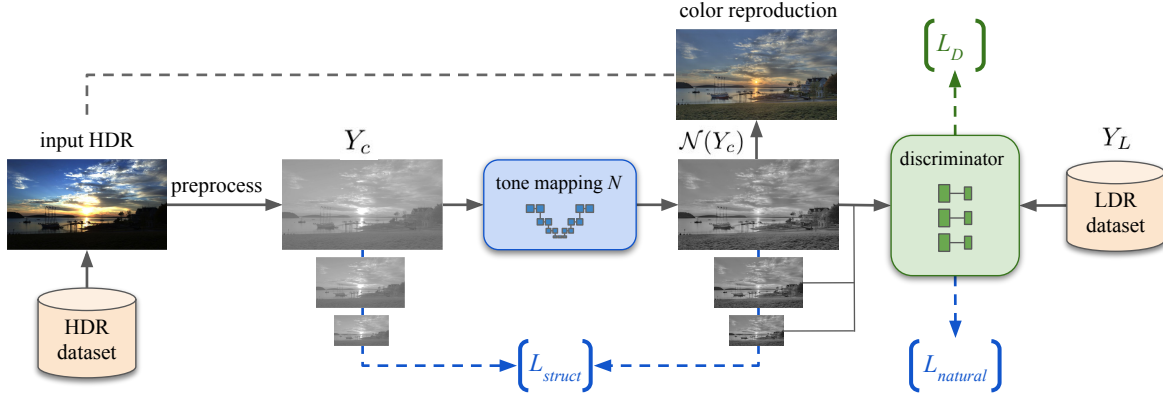 color reproduction
L_D
input HDR
Y_c
N(Y_c)
Y_L
preprocess
tone mapping N
discriminator
LDR
dataset
HDR
dataset
L_struct
L_natural